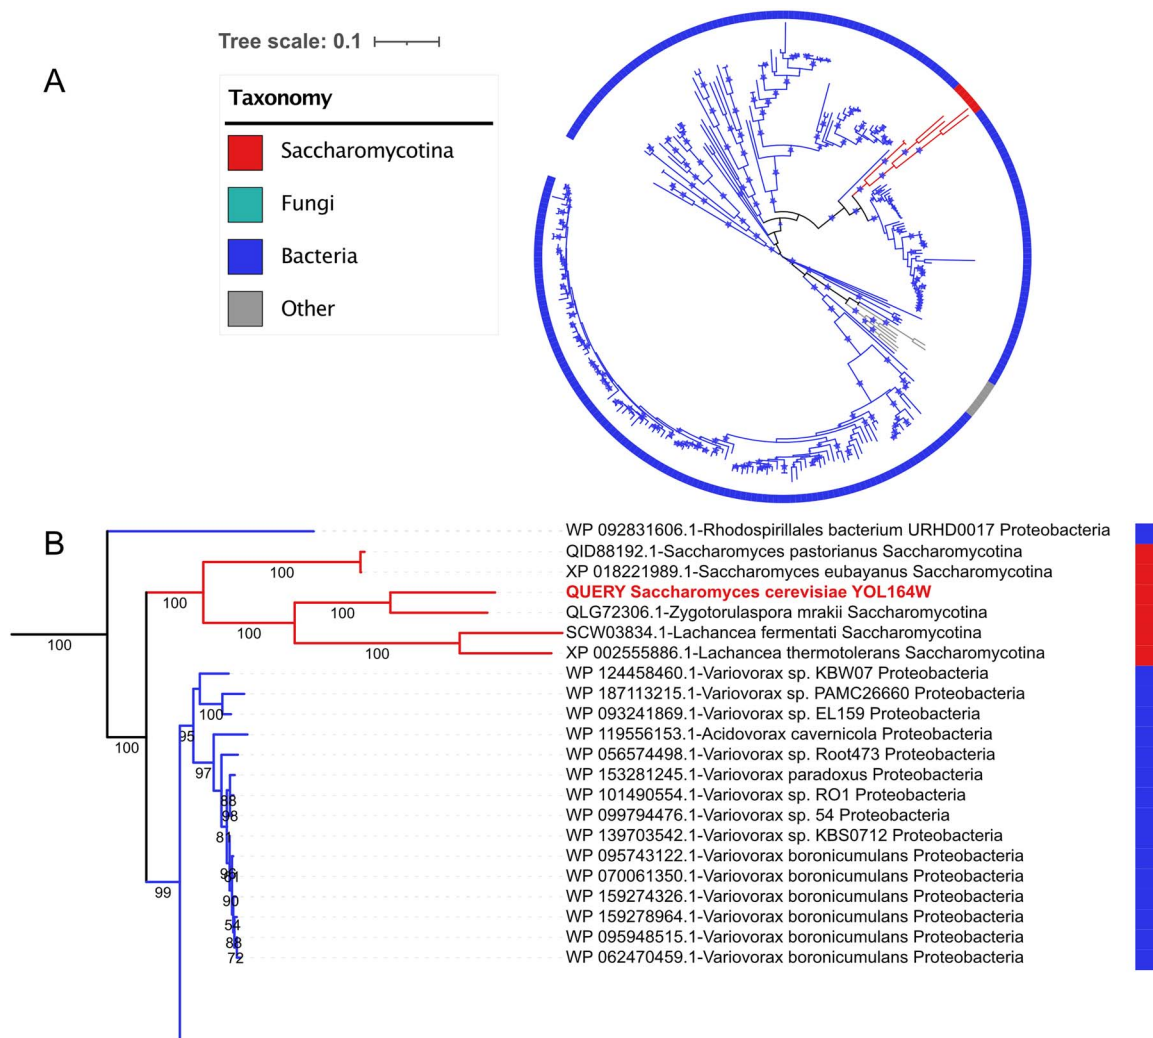 Tree scale: 0.1
A
Taxonomy
Saccharomycotina
Fungi
Bacteria
Other
B
WP 092831606.1-Rhodospirillales bacterium URHD0017 Proteobacteria
QID88192.1-Saccharomyces pastorianus Saccharomycotina
100
XP 018221989.1-Saccharomyces eubayanus Saccharomycotina
QUERY Saccharomyces cerevisiae YOL164W
100
100
QLG72306.1-Zygotorulaspora mrakii Saccharomycotina
100
SCW03834.1-Lachancea fermentati Saccharomycotina
100
100
XP 002555886.1-Lachancea thermotolerans Saccharomycotina
WP 124458460.1-Variovorax sp. KBW07 Proteobacteria
WP 187113215.1-Variovorax sp. PAMC26660 Proteobacteria
100
WP 093241869.1-Variovorax sp. EL159 Proteobacteria
95
WP 119556153.1-Acidovorax cavernicola Proteobacteria
100
WP 056574498.1-Variovorax sp. Root473 Proteobacteria
97
WP 153281245.1-Variovorax paradoxus Proteobacteria
WP 101490554.1-Variovorax sp. RO1 Proteobacteria
98
WP 099794476.1-Variovorax sp. 54 Proteobacteria
81
WP 139703542.1-Variovorax sp. KBS0712 Proteobacteria
WP 095743122.1-Variovorax boronicumulans Proteobacteria
WP 070061350.1-Variovorax boronicumulans Proteobacteria
99
WP 159274326.1-Variovorax boronicumulans Proteobacteria
90
WP 159278964.1-Variovorax boronicumulans Proteobacteria
54
WP 095948515.1-Variovorax boronicumulans Proteobacteria
WP 062470459.1-Variovorax boronicumulans Proteobacteria
72